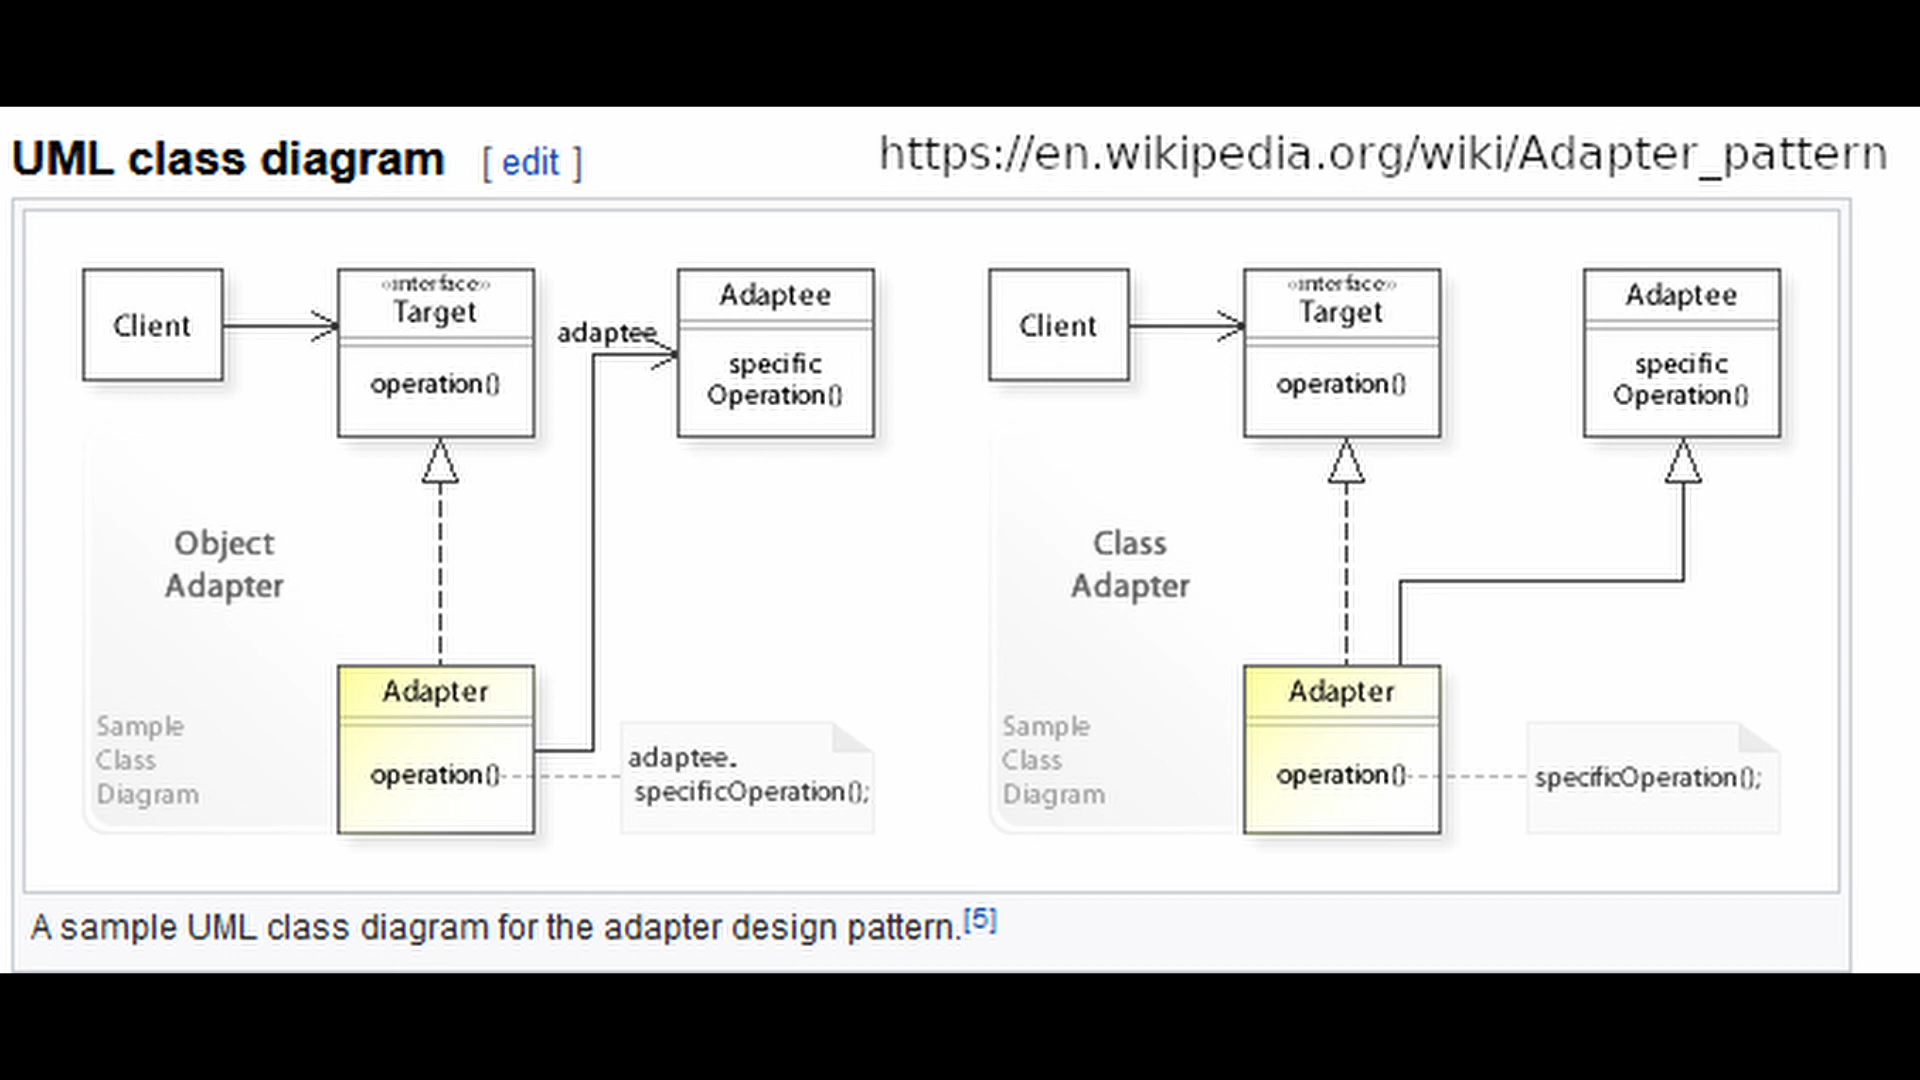 UML class diagram [ edit ]
https://en.wikipedia.org/wiki/Adapter_pattern
Client
«interface»
Target
operation()
adaptee
Adaptee
specific
Operation()
Object
Adapter
Sample
Class
Diagram
Adapter
operation()
adaptee.
specificOperation();
Client
«interface»
Target
operation()
Adaptee
specific
Operation()
Class
Adapter
Sample
Class
Diagram
Adapter
operation()
specificOperation();
A sample UML class diagram for the adapter design pattern.[5]